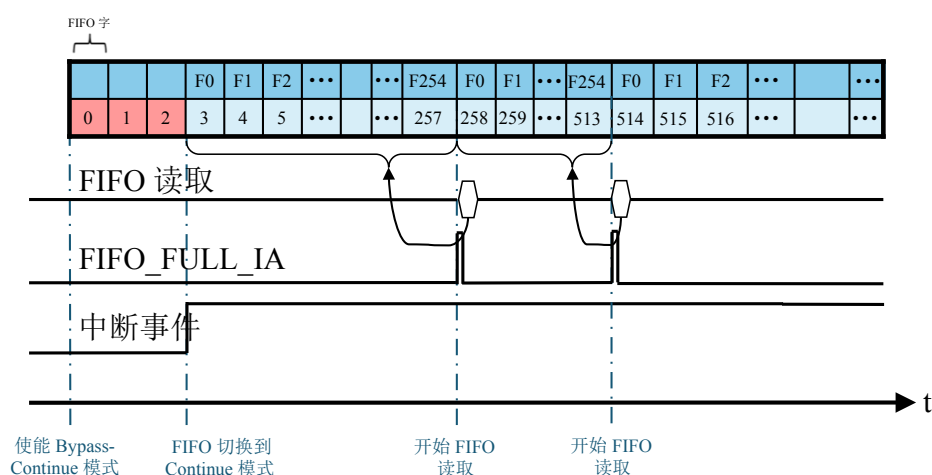 FIFO 字
F0 F1 F2 ••• ••• F254 F0 F1 ••• F254 F0 F1 F2 ••• •••
0 1 2 3 4 5 ••• ••• 257 258 259 ••• 513 514 515 516 ••• •••
FIFO 读取
FIFO_FULL_IA
中断事件
t
使能 Bypass-
Continue 模式
FIFO 切换到
Continue 模式
开始 FIFO
读取
开始 FIFO
读取